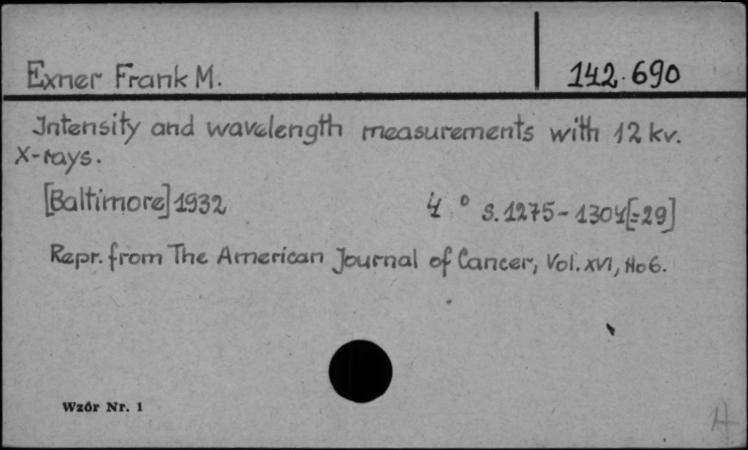 Exner Frank M.
142.690
Intensity and wavelength measurements with 12 kv.
X-rays.
[Baltimore] 1932 4° S. 1275-1304[=29]
Repr. from The American Journal of Cancer, Vol. XVI, No 6.
Wzór Nr. 1